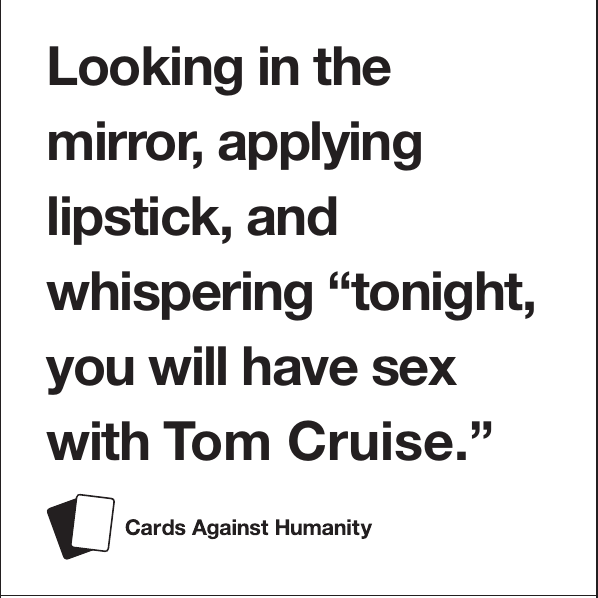 Looking in the
mirror, applying
lipstick, and
whispering “tonight,
you will have sex
with Tom Cruise.”
Cards Against Humanity